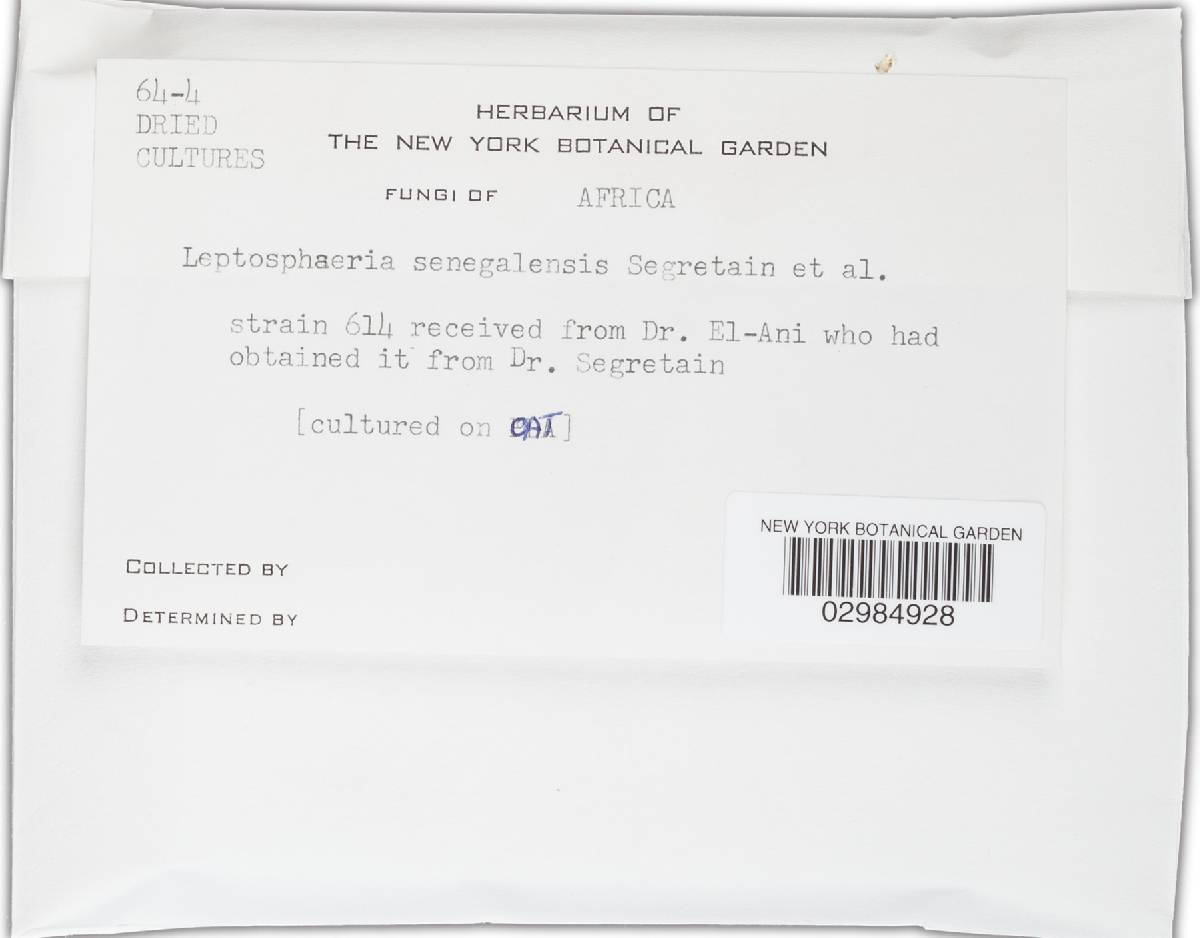 64-4
DRIED
CULTURES
HERBARIUM OF
THE NEW YORK BOTANICAL GARDEN
FUNGI OF AFRICA
Leptosphaeria senegalensis Segretain et al.
strain 614 received from Dr. El-Ani who had
obtained it from Dr. Segretain
[cultured on CAT]
NEW YORK BOTANICAL GARDEN
02984928
COLLECTED BY
DETERMINED BY